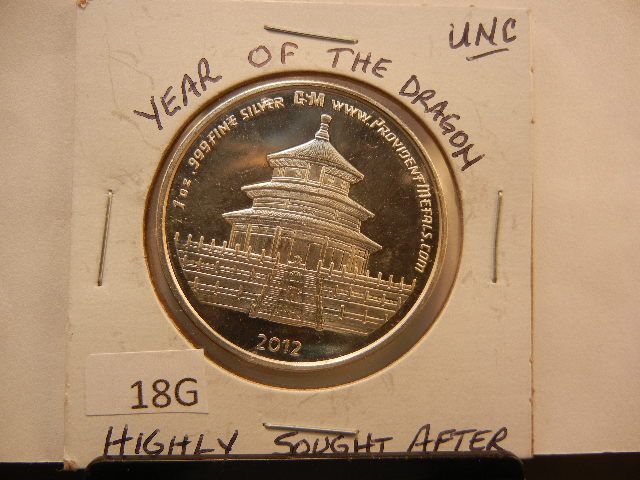 UNC
YEAR OF THE DRAGON
1 oz .999 FINE SILVER G·M WWW.PROVIDENTMETALS.COM
2012
18G
HIGHLY SOUGHT AFTER